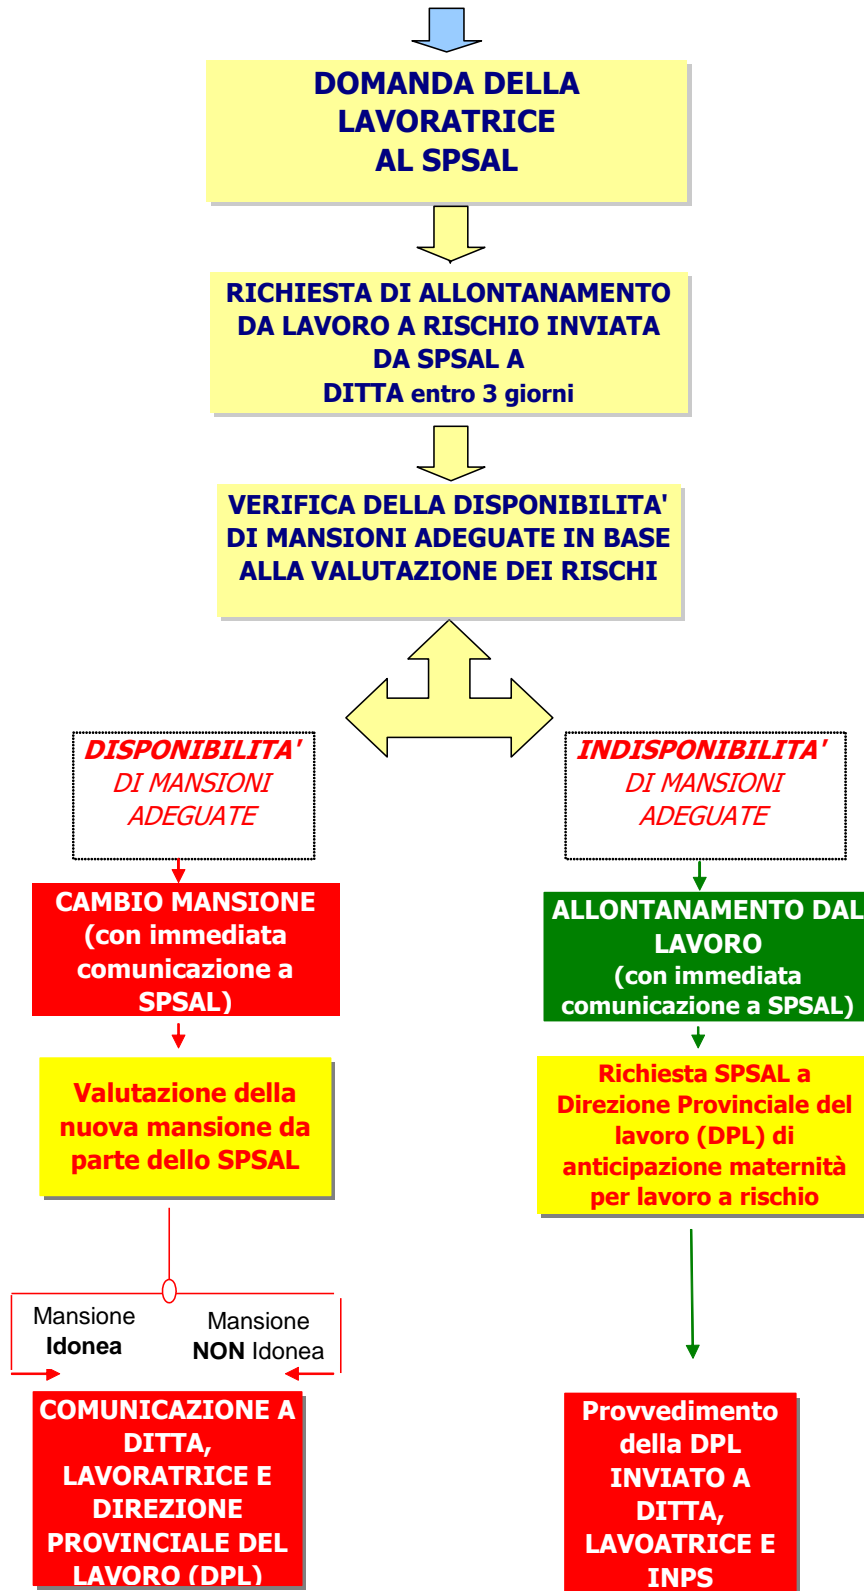 DOMANDA DELLA
LAVORATRICE
AL SPSAL
RICHIESTA DI ALLONTANAMENTO
DA LAVORO A RISCHIO INVIATA
DA SPSAL A
DITTA entro 3 giorni
VERIFICA DELLA DISPONIBILITA'
DI MANSIONI ADEGUATE IN BASE
ALLA VALUTAZIONE DEI RISCHI
DISPONIBILITA'
DI MANSIONI
ADEGUATE
INDISPONIBILITA'
DI MANSIONI
ADEGUATE
CAMBIO MANSIONE
(con immediata
comunicazione a
SPSAL)
ALLONTANAMENTO DAL
LAVORO
(con immediata
comunicazione a SPSAL)
Valutazione della
nuova mansione da
parte dello SPSAL
Richiesta SPSAL a
Direzione Provinciale del
lavoro (DPL) di
anticipazione maternità
per lavoro a rischio
Mansione
Idonea
Mansione
NON Idonea
COMUNICAZIONE A
DITTA,
LAVORATRICE E
DIREZIONE
PROVINCIALE DEL
LAVORO (DPL)
Provvedimento
della DPL
INVIATO A
DITTA,
LAVOATRICE E
INPS